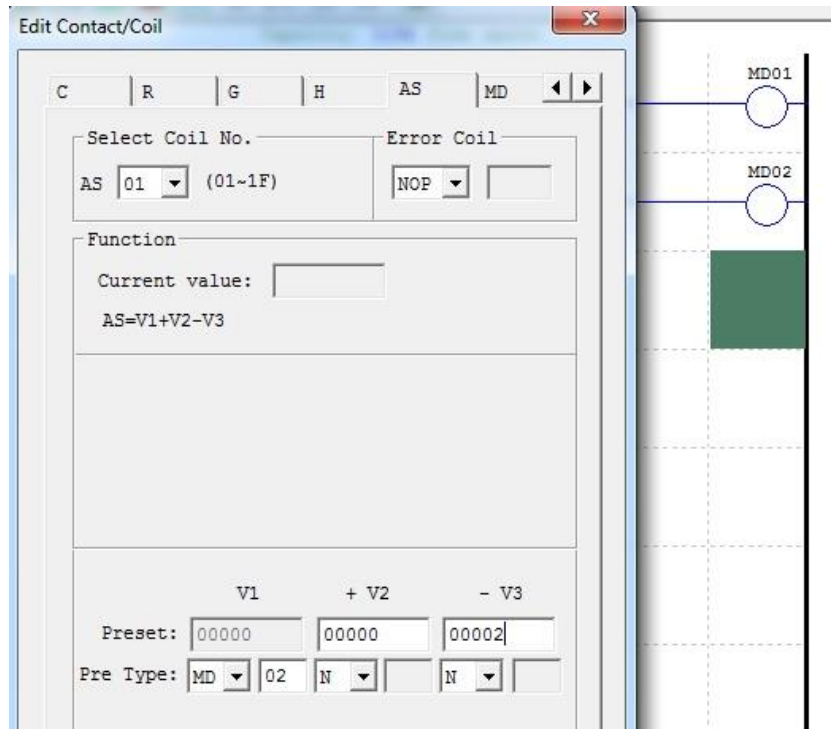 Edit Contact/Coil
C R G H AS MD
Select Coil No. Error Coil
AS 01 (01~1F) NOP
Function
Current value:
AS=V1+V2-V3
V1 + V2 - V3
Preset: 00000 00000 00002
Pre Type: MD 02 N N
MD01
MD02